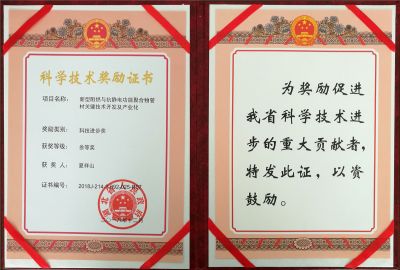 科学技术奖励证书
项目名称：新型阻燃与抗静电功能聚合物管
材关键技术开发及产业化
奖励类别：科技进步奖
获奖等级：叁等奖
获奖人：夏祥山
证书编号：2018J-214-3-
为奖励促进
我省科学技术进
步的重大贡献者，
特发此证，以资
鼓励。